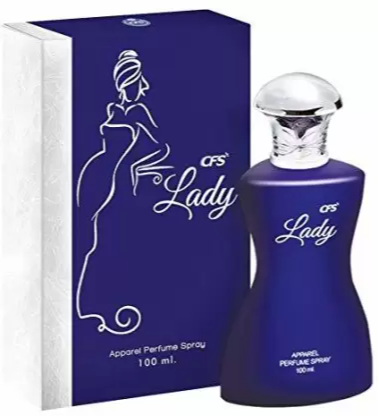 CFS
Lady
Apparel Perfume Spray
100 ml.
CFS
Lady
APPAREL
PERFUME SPRAY
100 ml